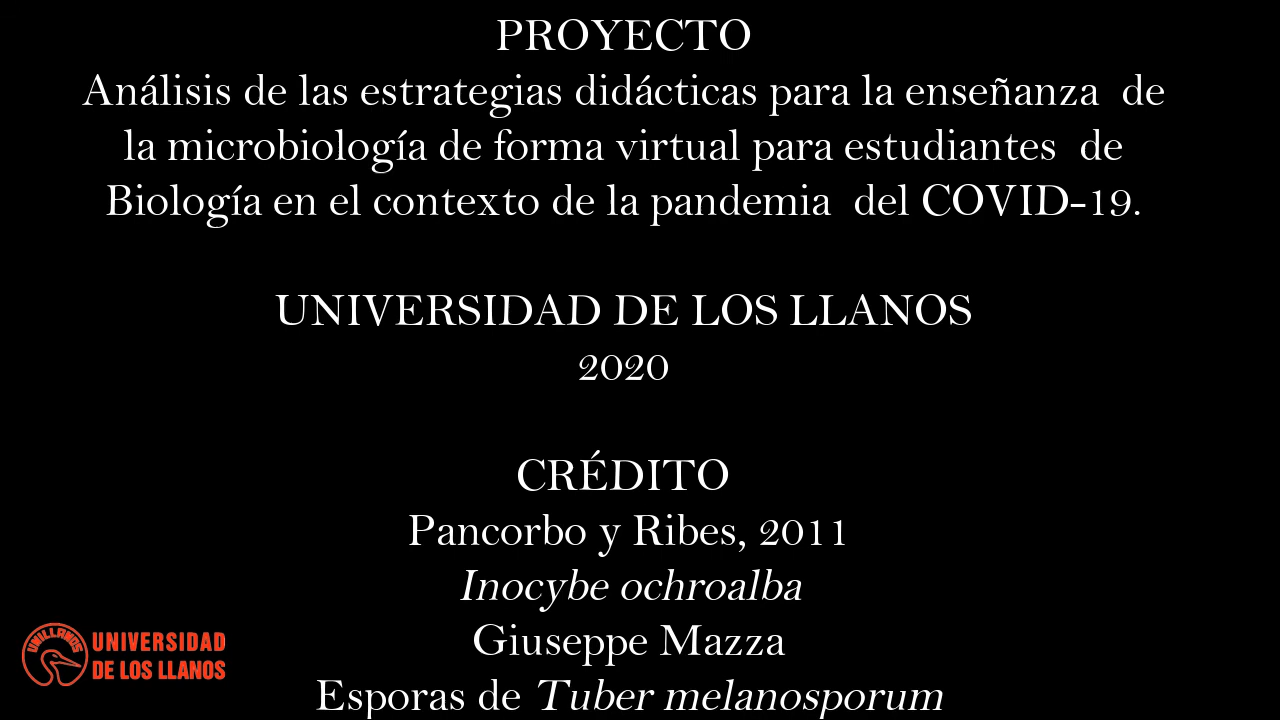 PROYECTO
Análisis de las estrategias didácticas para la enseñanza de
la microbiología de forma virtual para estudiantes de
Biología en el contexto de la pandemia del COVID-19.
UNIVERSIDAD DE LOS LLANOS
2020
CRÉDITO
Pancorbo y Ribes, 2011
Inocybe ochroalba
Giuseppe Mazza
Esporas de Tuber melanosporum
UNILLANOS
UNIVERSIDAD
DE LOS LLANOS